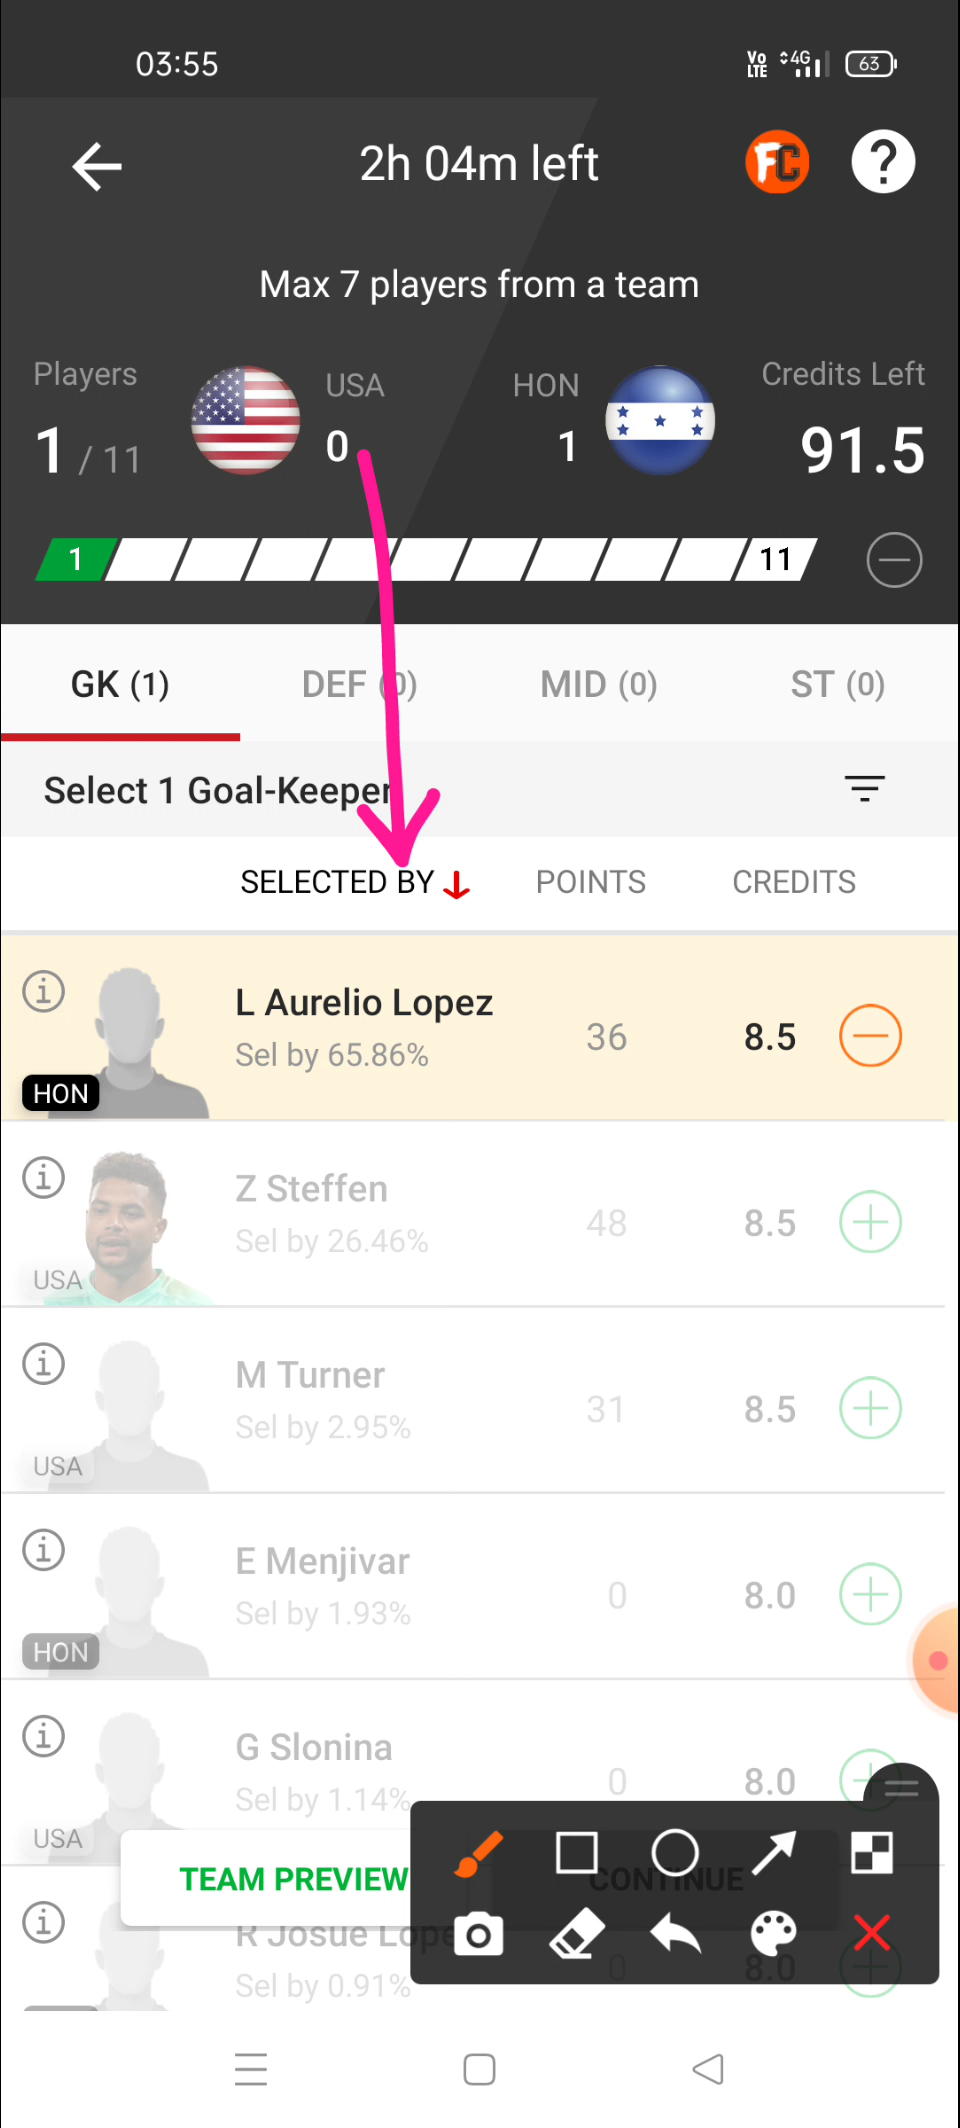 03:55
Vo LTE 4G 63
2h 04m left
FC
?
Max 7 players from a team
Players USA HON Credits Left
1 / 11 0 1 91.5
1 11
GK (1) DEF (0) MID (0) ST (0)
Select 1 Goal-Keeper
SELECTED BY POINTS CREDITS
L Aurelio Lopez
Sel by 65.86% 36 8.5
HON
Z Steffen
Sel by 26.46% 48 8.5
USA
M Turner
Sel by 2.95% 31 8.5
USA
E Menjivar
Sel by 1.93% 0 8.0
HON
G Slonina
Sel by 1.14% 0 8.0
USA
TEAM PREVIEW CONTINUE
R Josue Lope
Sel by 0.91% 0 8.0